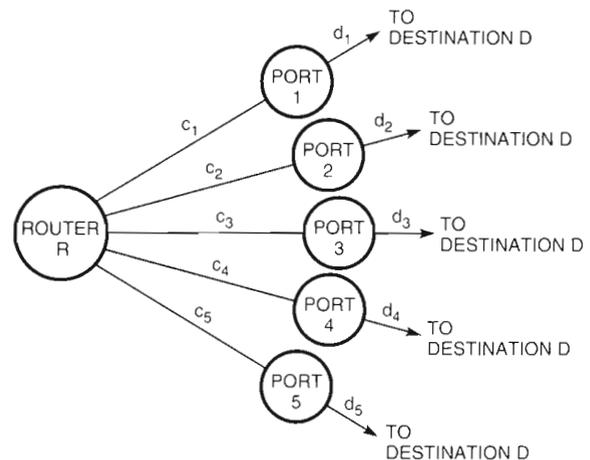 d1
TO
DESTINATION D
PORT
1
c1
d2
TO
DESTINATION D
PORT
2
c2
ROUTER
R
c3
PORT
3
d3
TO
DESTINATION D
c4
PORT
4
d4
TO
DESTINATION D
c5
PORT
5
d5
TO
DESTINATION D